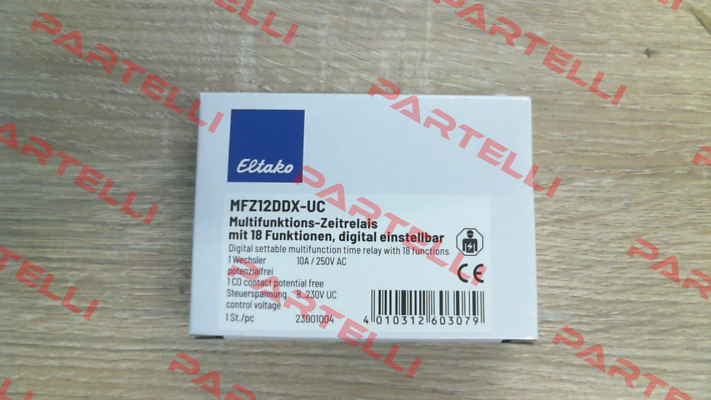 Eltako
MFZ12DDX-UC
Multifunktions-Zeitrelais
mit 18 Funktionen, digital einstellbar
Digital settable multifunction time relay with 18 functions
1 Wechsler 10A / 250V AC
potenzialfrei
1 CO contact potential free
Steuerspannung 8..230V UC
control voltage
1 St./pc 23001004
CE
4 010312 603079
PARTELLI
PARTELLI
PARTELLI
PARTELLI
PARTELLI
PARTELLI
PARTELLI
PARTELLI